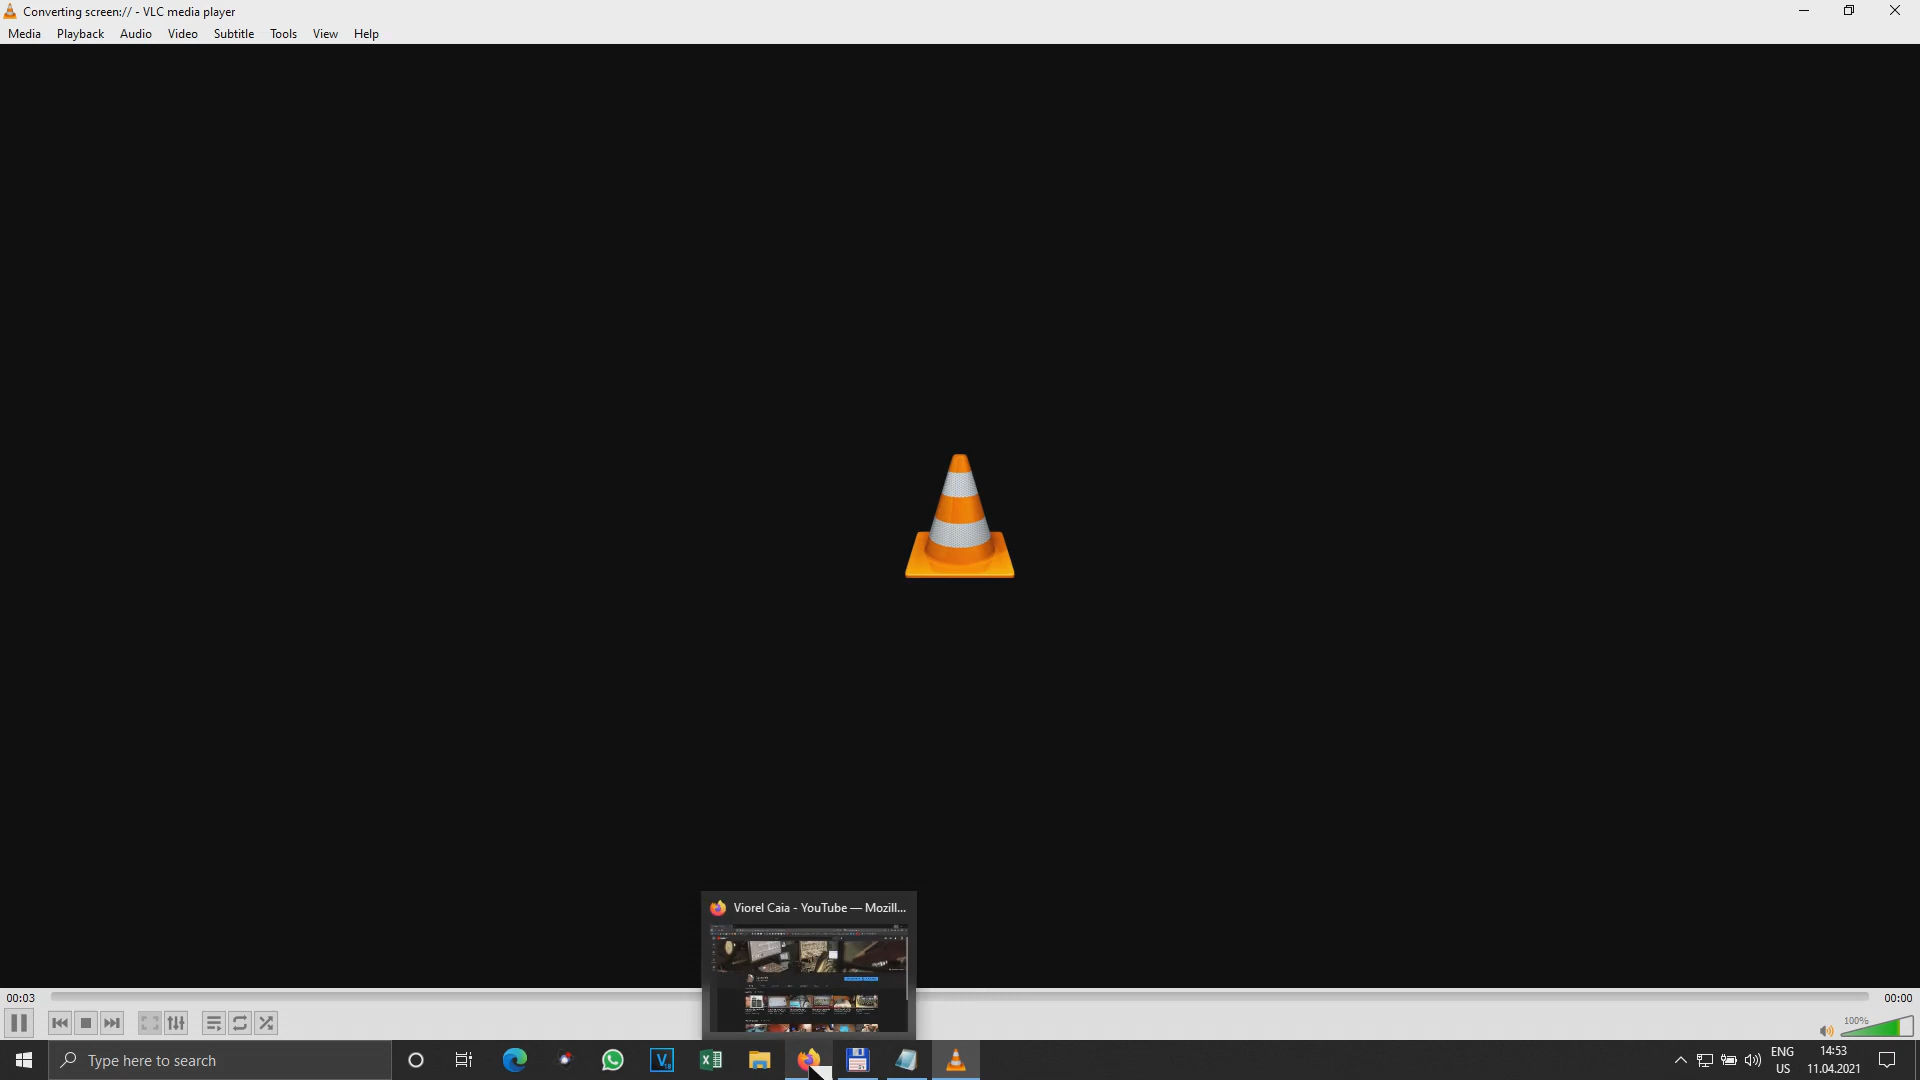 Converting screen:// - VLC media player
Media Playback Audio Video Subtitle Tools View Help
Viorel Caia - YouTube — Mozill...
00:03
00:00
100%
Type here to search
ENG
US
14:53
11.04.2021